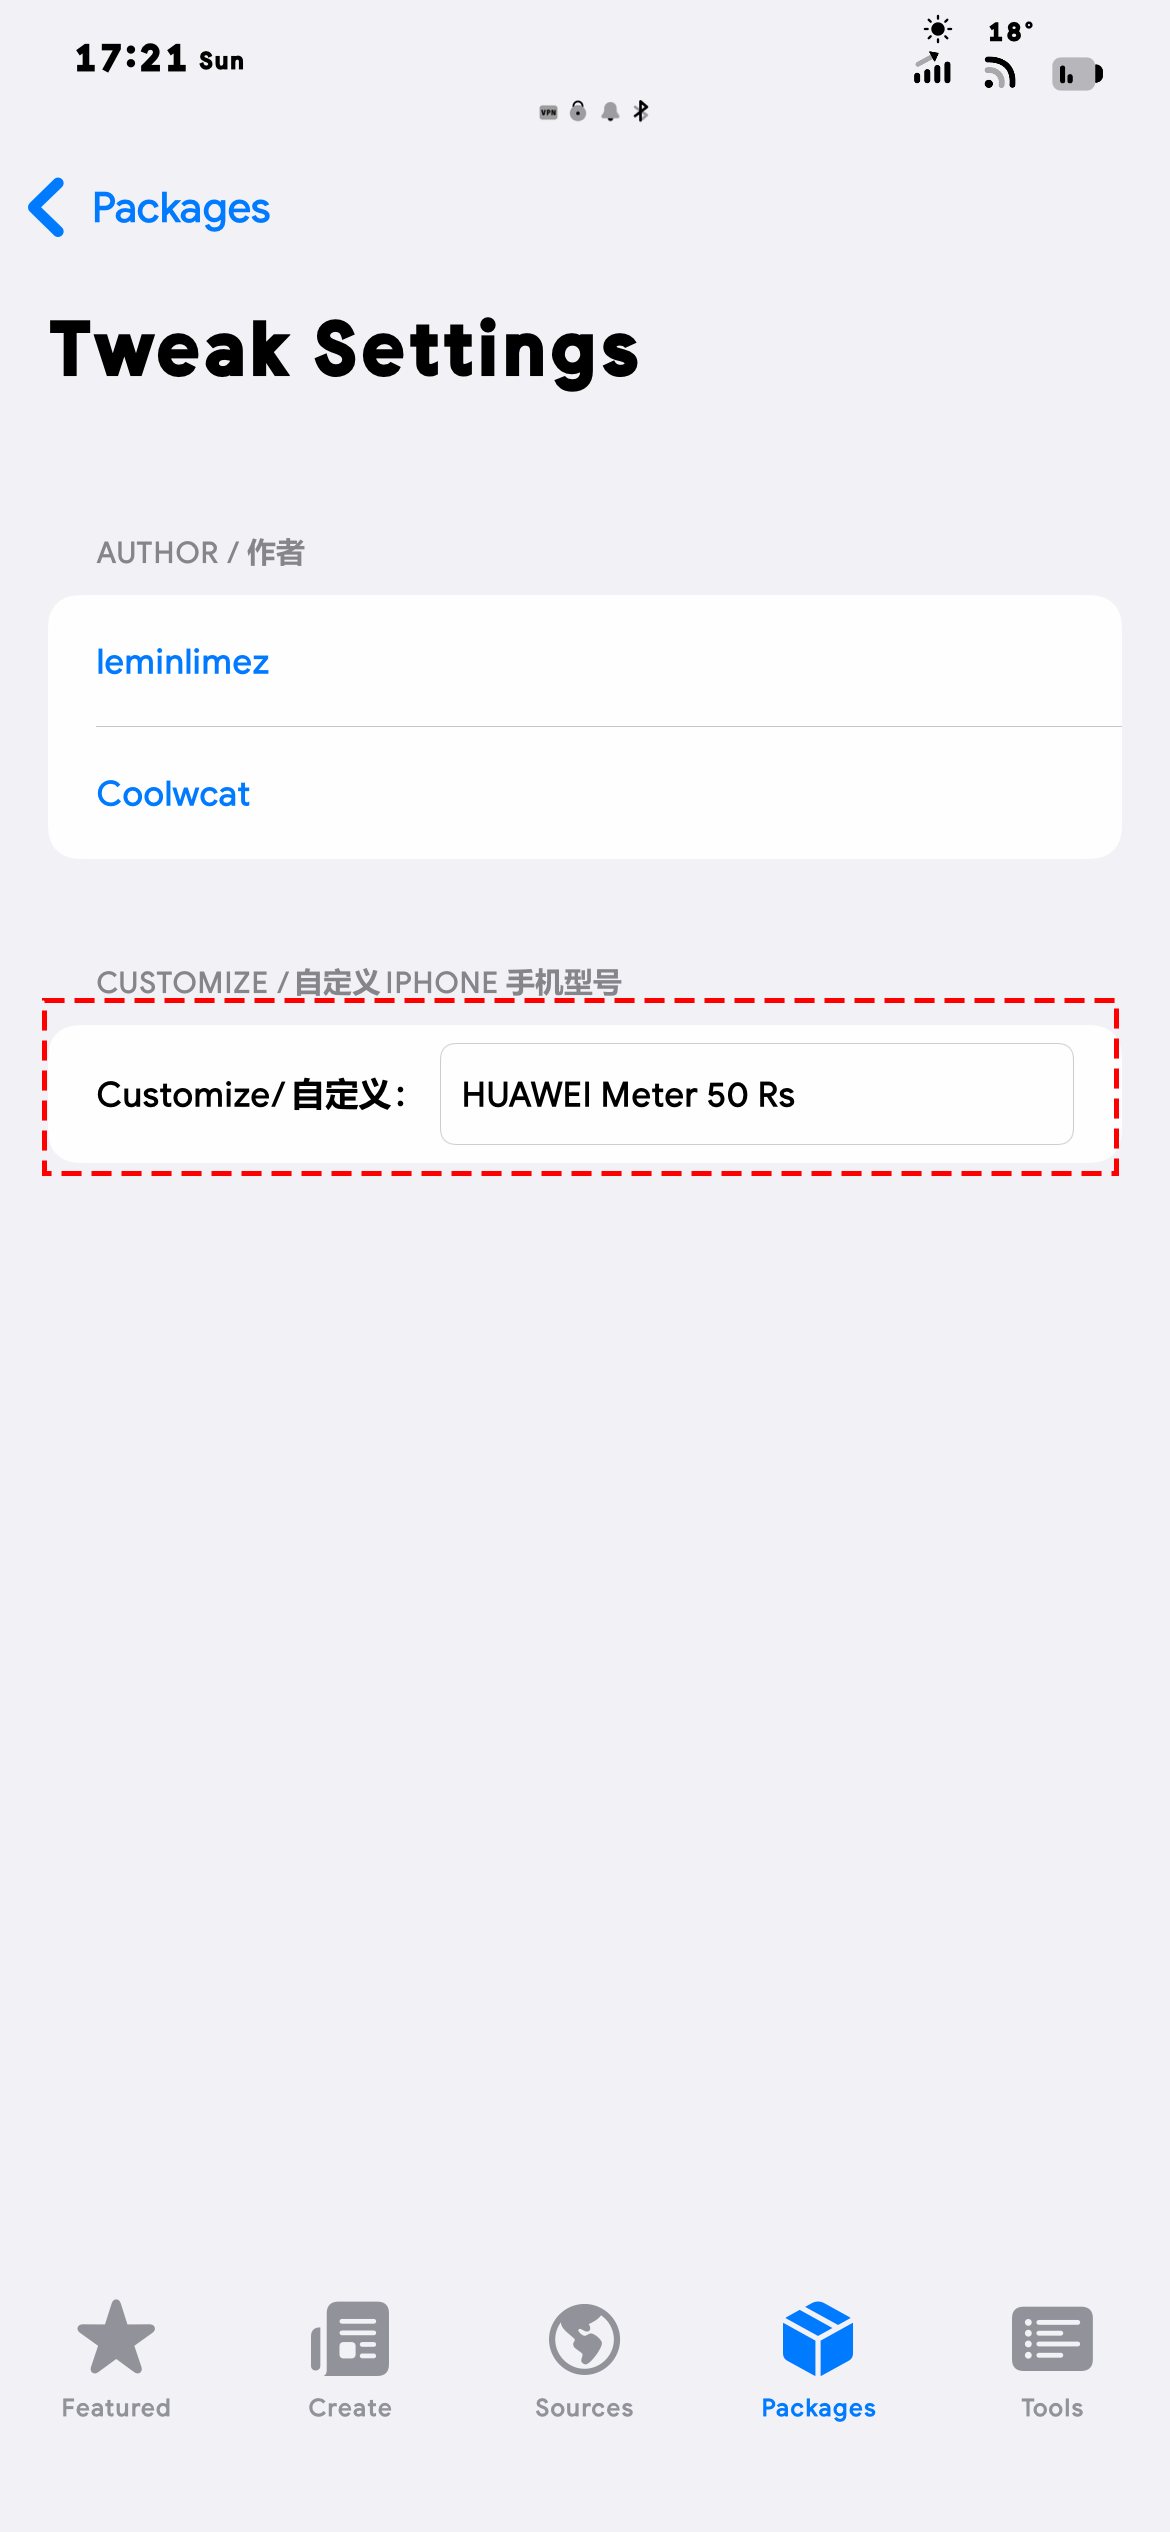 17:21 Sun
18°
VPN
Packages
Tweak Settings
AUTHOR / 作者
leminlimez
Coolwcat
CUSTOMIZE / 自定义 IPHONE 手机型号
Customize/ 自定义:
HUAWEI Meter 50 Rs
Featured
Create
Sources
Packages
Tools